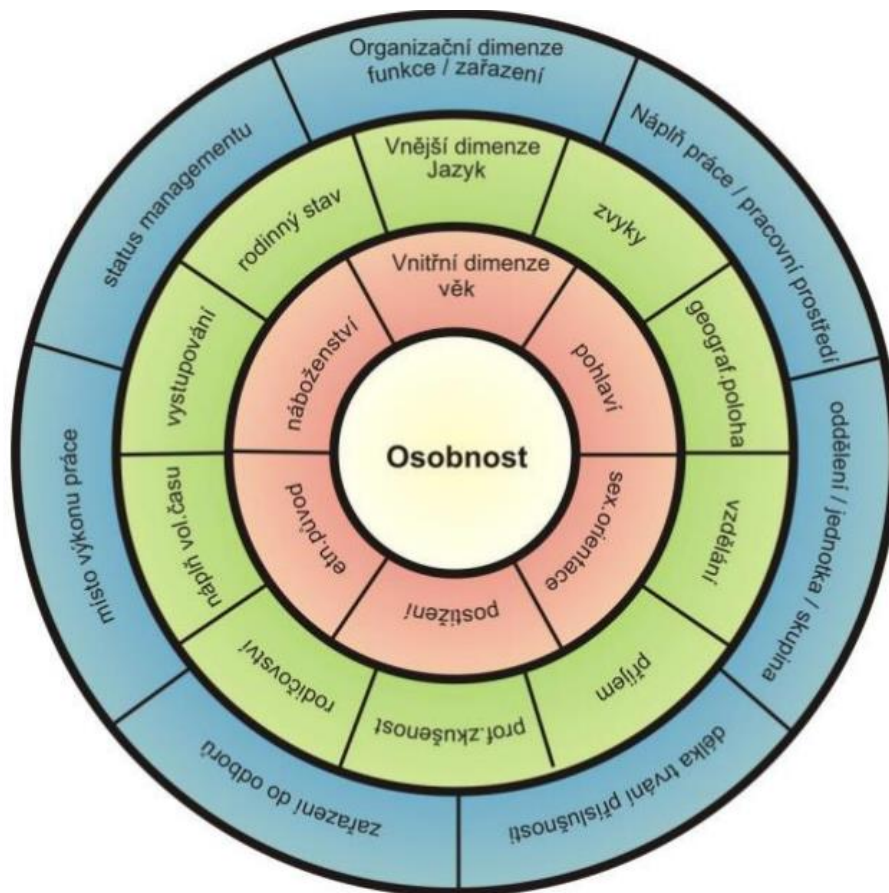 Organizační dimenze
funkce / zařazení
Náplň práce / pracovní prostředí
oddělení / jednotka / skupina
délka trvání příslušnosti
zařazení do odborů
místo výkonu práce
status managementu
Vnější dimenze
Jazyk
zvyky
geograf.poloha
vzdělání
příjem
prof.zkušenost
rodičovství
náplň vol.času
vystupování
rodinný stav
Vnitřní dimenze
věk
pohlaví
sex.orientace
postižení
etn.původ
náboženství
Osobnost